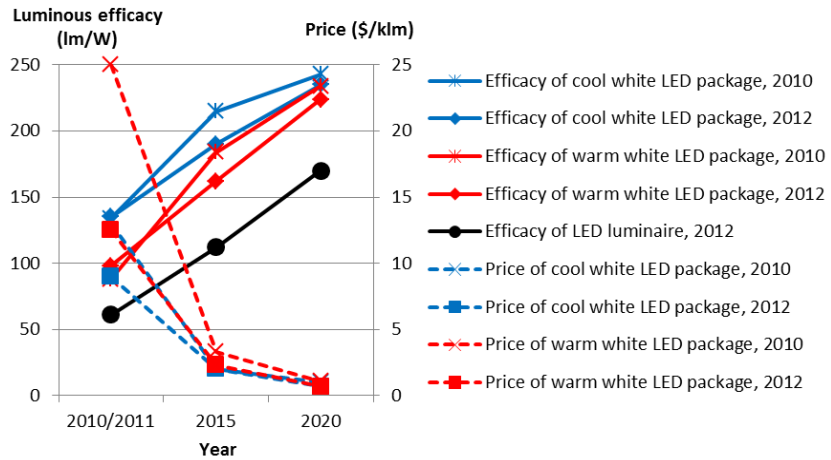 Luminous efficacy
(lm/W)
Price ($/klm)
250
200
150
100
50
0
25
20
15
10
5
0
2010/2011
2015
2020
Year
Efficacy of cool white LED package, 2010
Efficacy of cool white LED package, 2012
Efficacy of warm white LED package, 2010
Efficacy of warm white LED package, 2012
Efficacy of LED luminaire, 2012
Price of cool white LED package, 2010
Price of cool white LED package, 2012
Price of warm white LED package, 2010
Price of warm white LED package, 2012